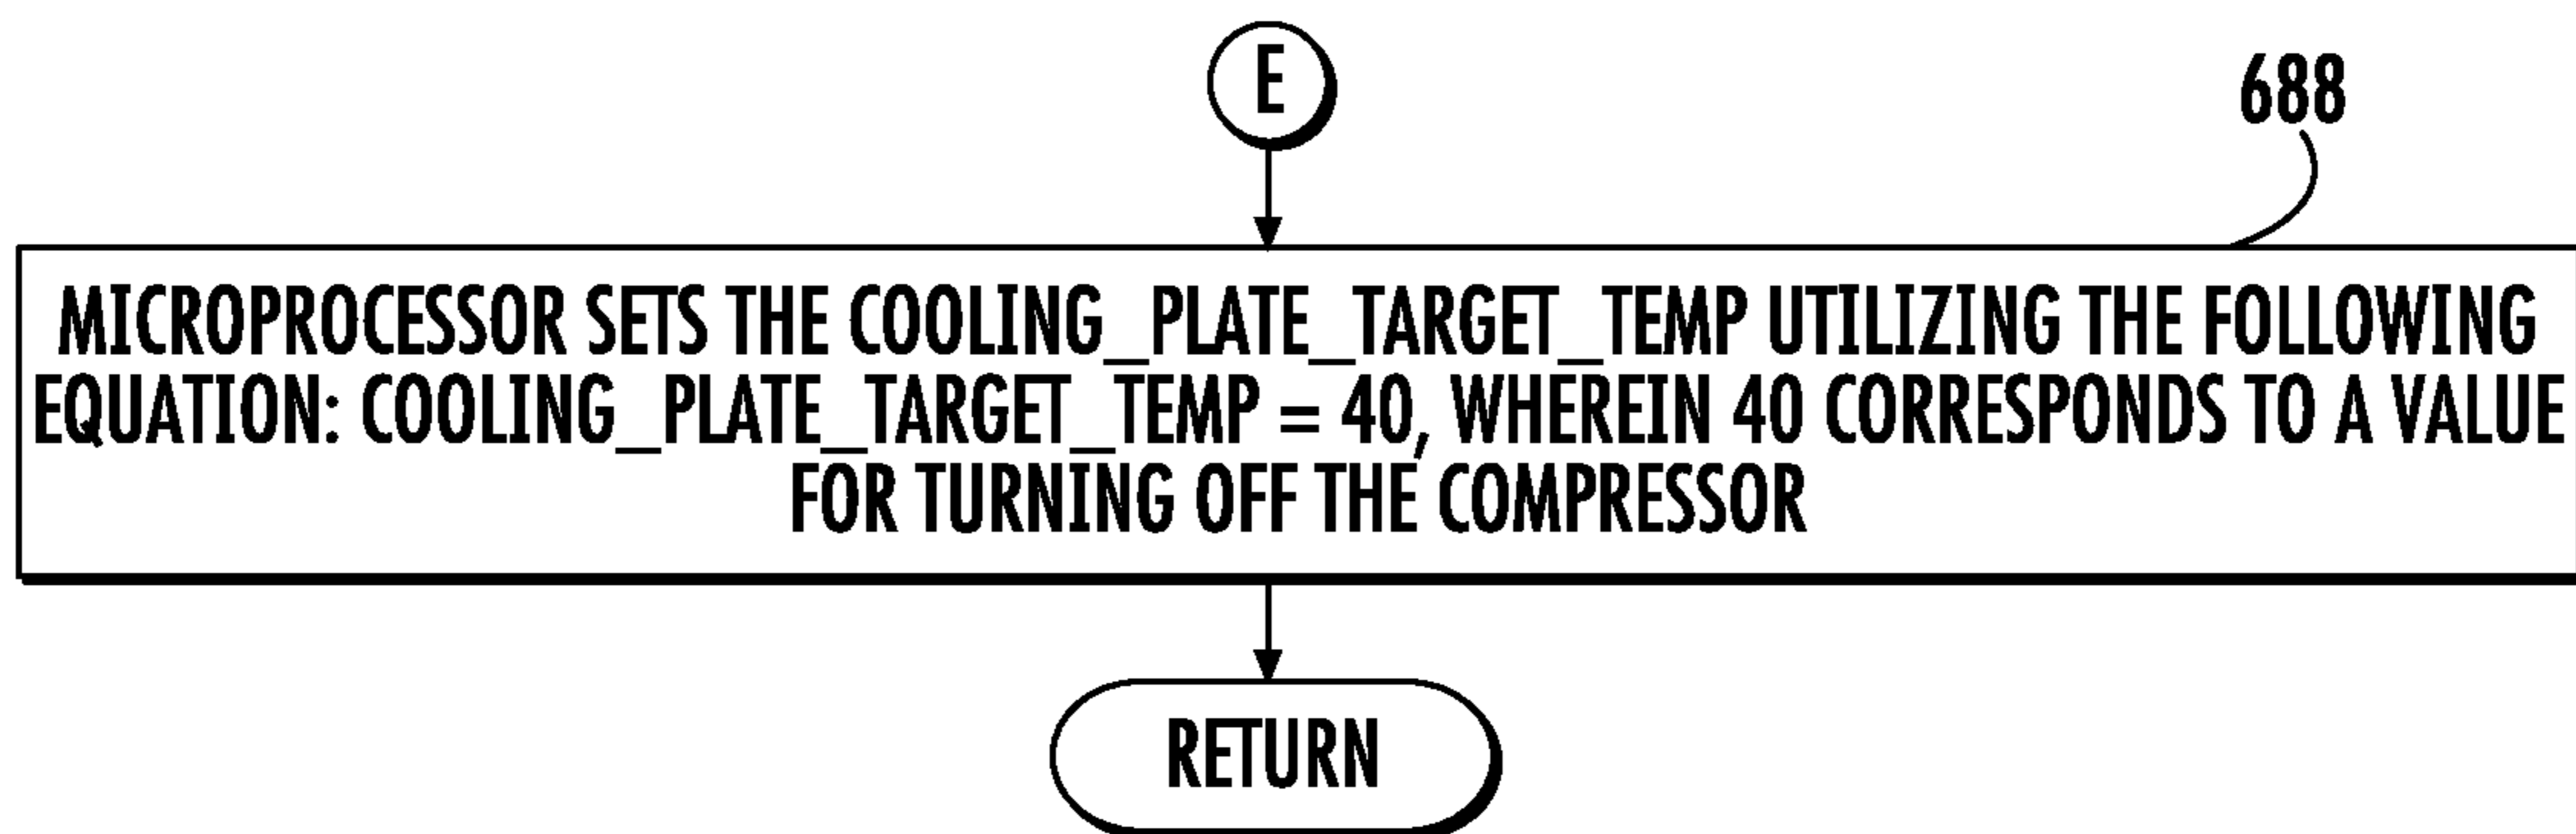 E
688
MICROPROCESSOR SETS THE COOLING_PLATE_TARGET_TEMP UTILIZING THE FOLLOWING
EQUATION: COOLING_PLATE_TARGET_TEMP = 40, WHEREIN 40 CORRESPONDS TO A VALUE
FOR TURNING OFF THE COMPRESSOR
RETURN